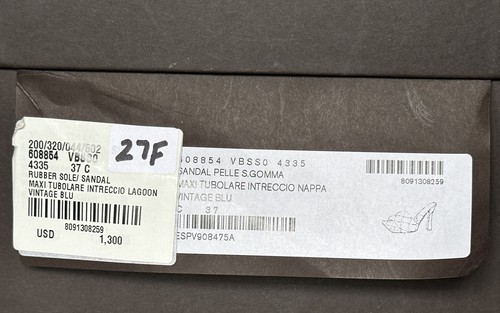 200/320/044/602
608854 VBSS0
4335 37 C
RUBBER SOLE/ SANDAL
MAXI TUBOLARE INTRECCIO LAGOON
VINTAGE BLU
8091308259
USD 1,300
27F
608854 VBSS0 4335
SANDAL PELLE S.GOMMA
MAXI TUBOLARE INTRECCIO NAPPA
VINTAGE BLU
C 37
ESPV908475A
8091308259